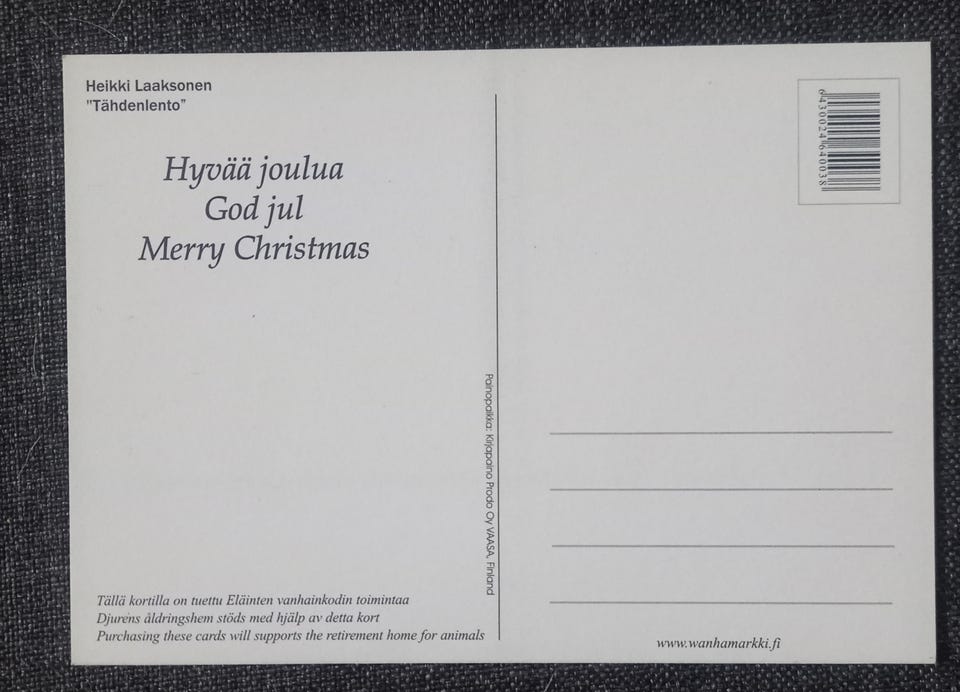 Heikki Laaksonen
"Tähdenlento”
Hyvää joulua
God jul
Merry Christmas
Tällä kortilla on tuettu Eläinten vanhainkodin toimintaa
Djurens åldringshem stöds med hjälp av detta kort
Purchasing these cards will supports the retirement home for animals
Painopaikka: Kirjapaino Prodo Oy VAASA, Finland
6430024640038
www.wanhamarkki.fi